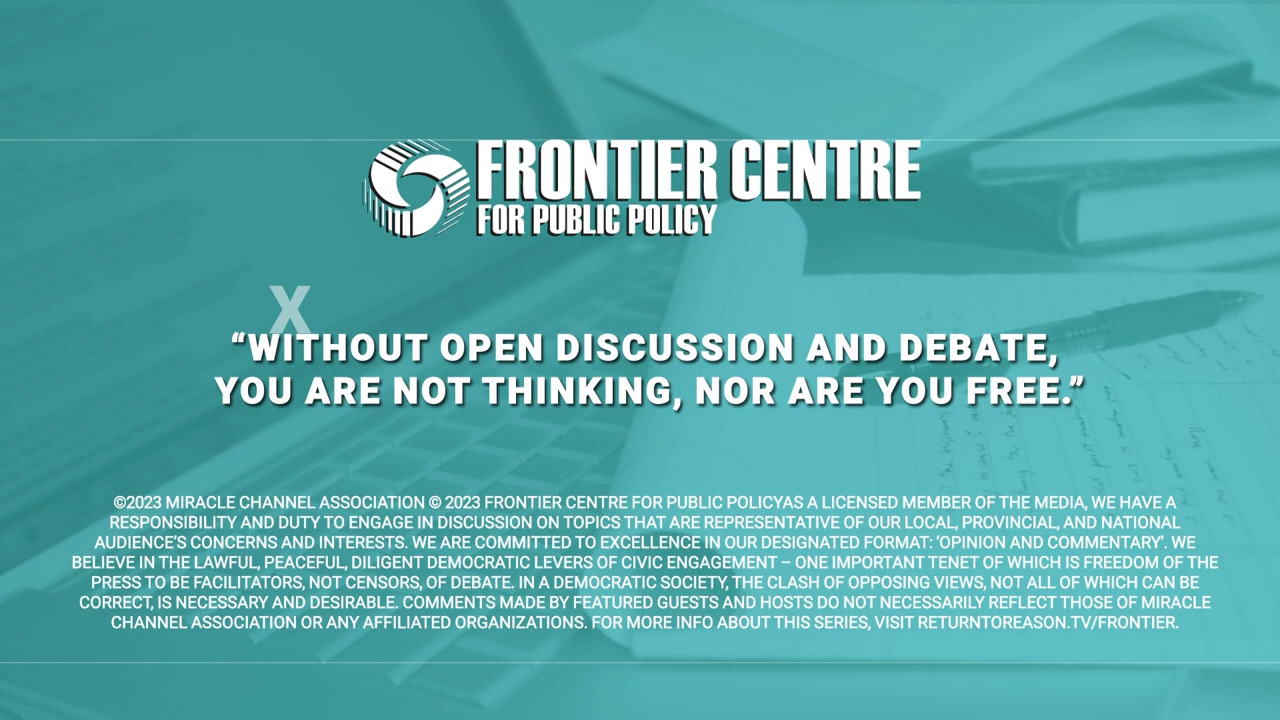 FRONTIER CENTRE
FOR PUBLIC POLICY
X
“WITHOUT OPEN DISCUSSION AND DEBATE,
YOU ARE NOT THINKING, NOR ARE YOU FREE.”
©2023 MIRACLE CHANNEL ASSOCIATION © 2023 FRONTIER CENTRE FOR PUBLIC POLICYAS A LICENSED MEMBER OF THE MEDIA, WE HAVE A
RESPONSIBILITY AND DUTY TO ENGAGE IN DISCUSSION ON TOPICS THAT ARE REPRESENTATIVE OF OUR LOCAL, PROVINCIAL, AND NATIONAL
AUDIENCE’S CONCERNS AND INTERESTS. WE ARE COMMITTED TO EXCELLENCE IN OUR DESIGNATED FORMAT: ‘OPINION AND COMMENTARY’. WE
BELIEVE IN THE LAWFUL, PEACEFUL, DILIGENT DEMOCRATIC LEVERS OF CIVIC ENGAGEMENT – ONE IMPORTANT TENET OF WHICH IS FREEDOM OF THE
PRESS TO BE FACILITATORS, NOT CENSORS, OF DEBATE. IN A DEMOCRATIC SOCIETY, THE CLASH OF OPPOSING VIEWS, NOT ALL OF WHICH CAN BE
CORRECT, IS NECESSARY AND DESIRABLE. COMMENTS MADE BY FEATURED GUESTS AND HOSTS DO NOT NECESSARILY REFLECT THOSE OF MIRACLE
CHANNEL ASSOCIATION OR ANY AFFILIATED ORGANIZATIONS. FOR MORE INFO ABOUT THIS SERIES, VISIT RETURNTOREASON.TV/FRONTIER.